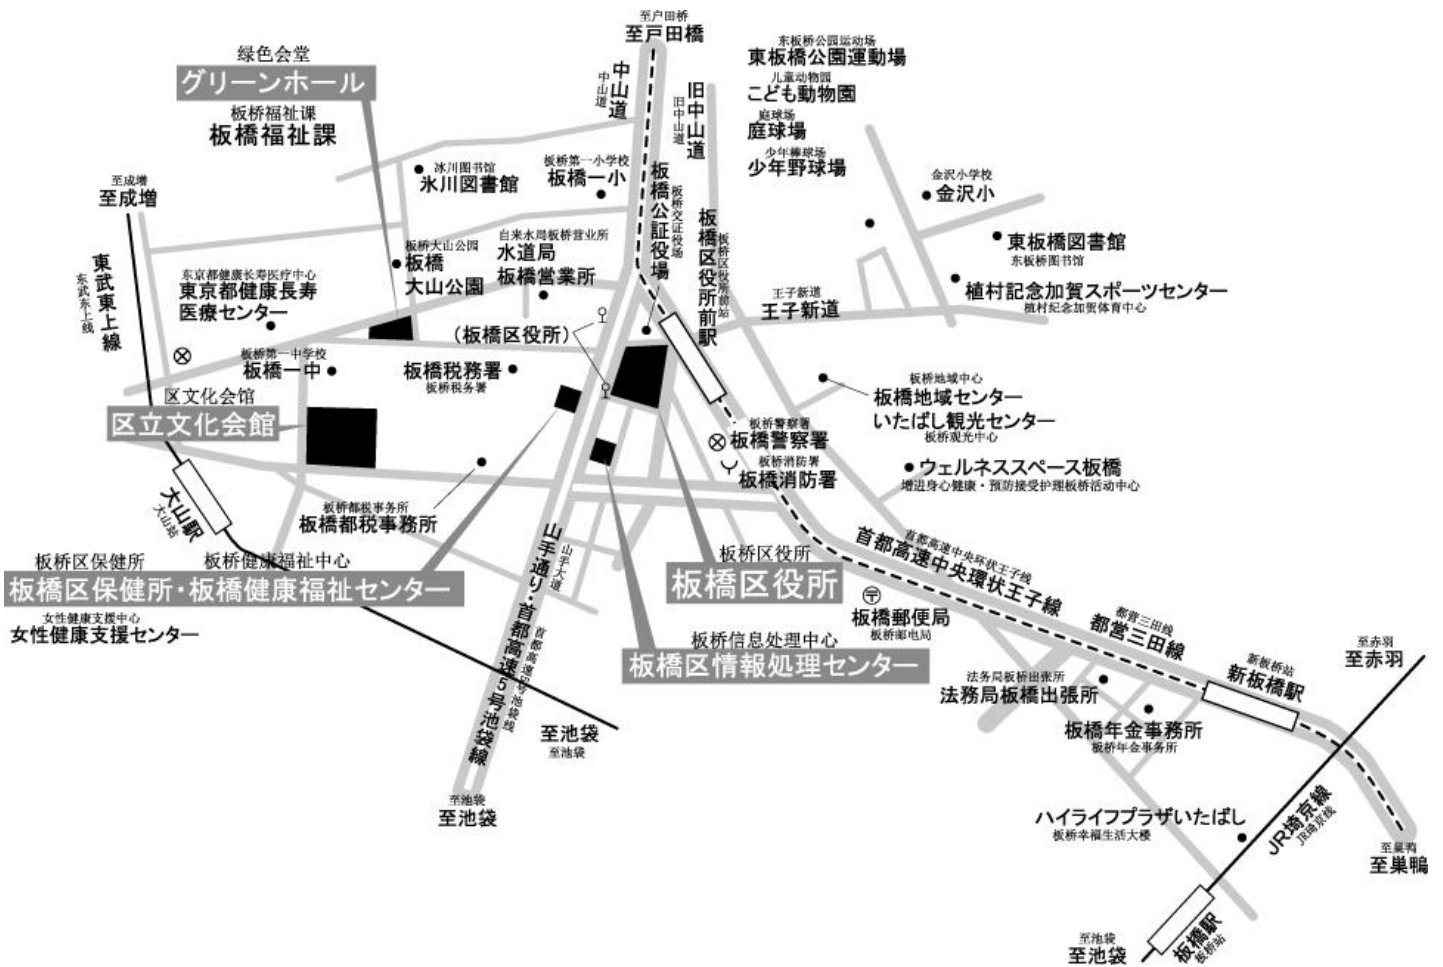 至户田桥
至戸田橋
绿色会堂
グリーンホール
板桥福祉课
板橋福祉課
中山道
中山道
旧中山道
旧中山道
东板桥公园运动场
東板橋公園運動場
儿童动物园
こども動物園
庭球场
庭球場
少年棒球场
少年野球場
冰川图书馆
氷川図書館
板桥第一小学校
板橋一小
金沢小学校
金沢小
至成增
至成増
東武東上線
东武东上线
板橋公証役場
板桥交证役场
板橋区役所前駅
板桥区役所前站
自来水局板桥营业所
水道局
板橋営業所
板桥大山公园
板橋
大山公園
东京都健康长寿医疗中心
東京都健康長寿
医療センター
東板橋図書館
东板桥图书馆
植村記念加賀スポーツセンター
植村纪念加贺体育中心
王子新道
王子新道
(板橋区役所)
板桥第一中学校
板橋一中
板橋税務署
板桥税务署
区文化会馆
区立文化会館
板桥地域中心
板橋地域センター
いたばし観光センター
板桥观光中心
板桥警察署
板橋警察署
板桥消防署
板橋消防署
ウェルネススペース板橋
增进身心健康・预防接受护理板桥活动中心
大山駅
大山站
板桥都税事务所
板橋都税事務所
山手通り・首都高速5号池袋線
山手大道
首都高速5号池袋线
首都高速中央环状王子线
首都高速中央環状王子線
板桥区保健所
板桥健康福祉中心
板橋区保健所・板橋健康福祉センター
女性健康支援中心
女性健康支援センター
板桥区役所
板橋区役所
板桥信息处理中心
板橋区情報処理センター
板橋郵便局
板桥邮电局
都营三田线
都営三田線
新板桥站
新板橋駅
至赤羽
至赤羽
法务局板桥出张所
法務局板橋出張所
板橋年金事務所
板桥年金事务所
至池袋
至池袋
至池袋
至池袋
ハイライフプラザいたばし
板桥幸福生活大楼
JR埼京線
JR埼京线
至巢鸭
至巣鴨
板橋駅
板桥站
至池袋
至池袋